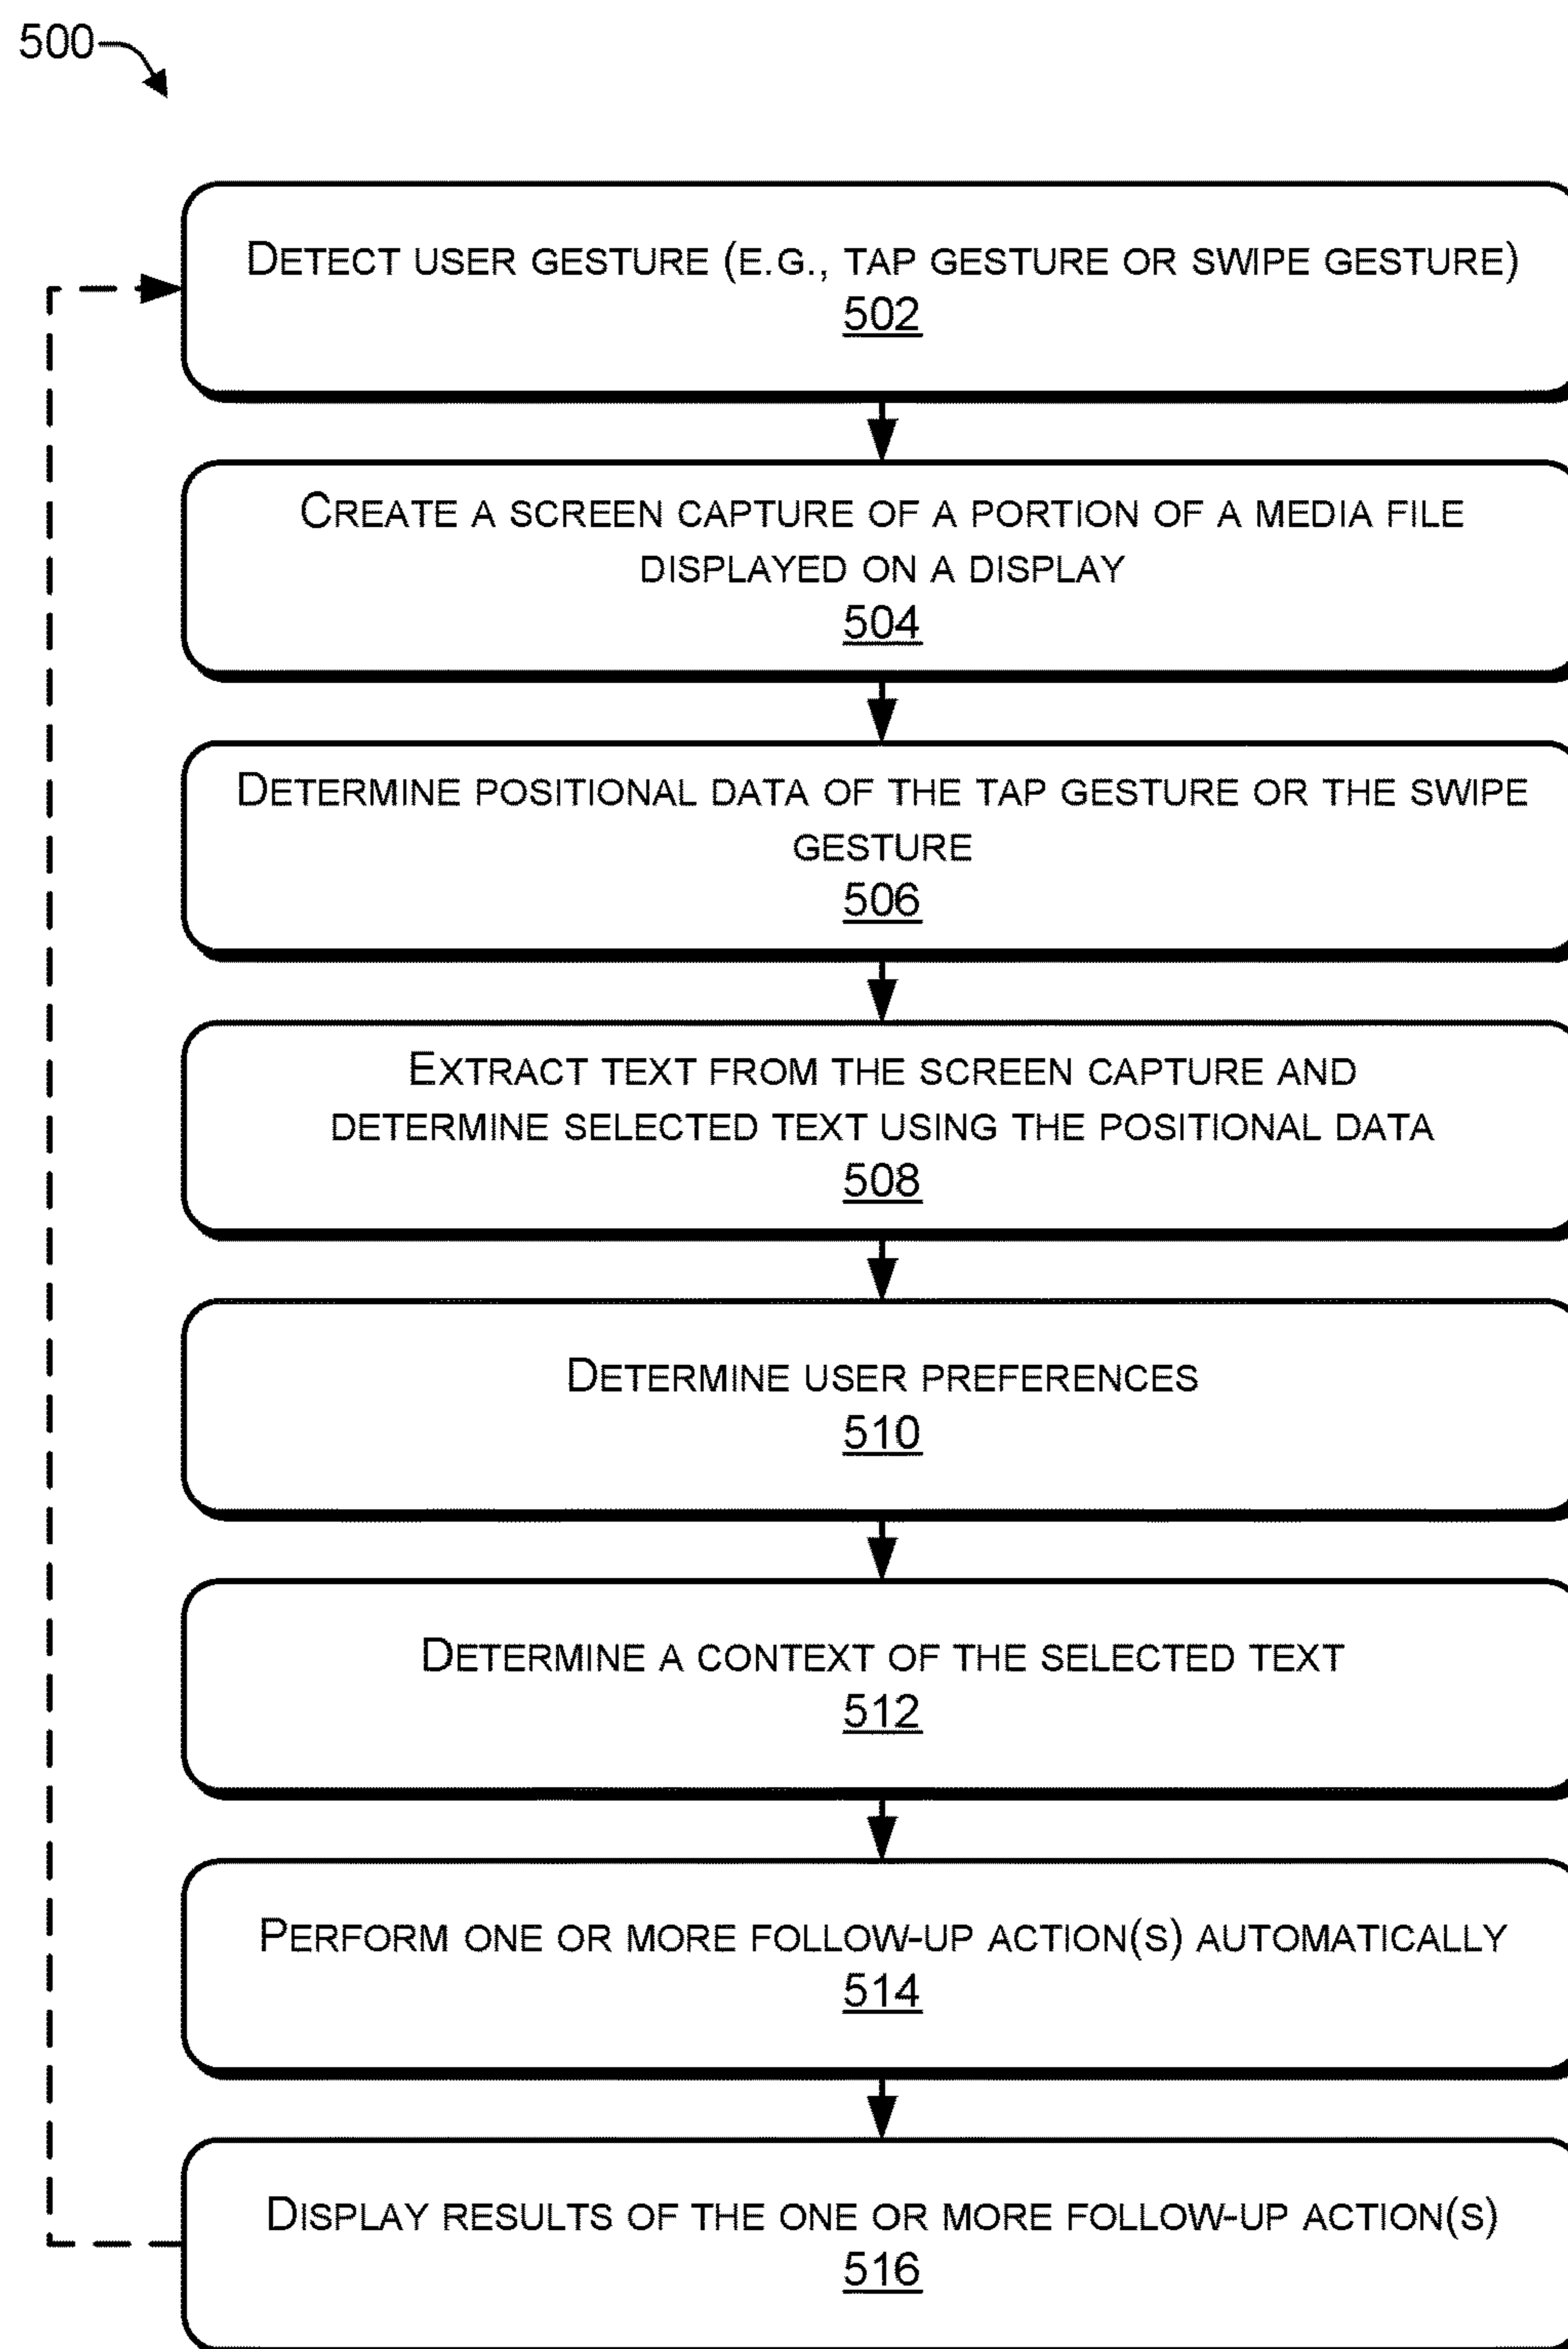 500
DETECT USER GESTURE (E.G., TAP GESTURE OR SWIPE GESTURE)
502
CREATE A SCREEN CAPTURE OF A PORTION OF A MEDIA FILE
DISPLAYED ON A DISPLAY
504
DETERMINE POSITIONAL DATA OF THE TAP GESTURE OR THE SWIPE
GESTURE
506
EXTRACT TEXT FROM THE SCREEN CAPTURE AND
DETERMINE SELECTED TEXT USING THE POSITIONAL DATA
508
DETERMINE USER PREFERENCES
510
DETERMINE A CONTEXT OF THE SELECTED TEXT
512
PERFORM ONE OR MORE FOLLOW-UP ACTION(S) AUTOMATICALLY
514
DISPLAY RESULTS OF THE ONE OR MORE FOLLOW-UP ACTION(S)
516